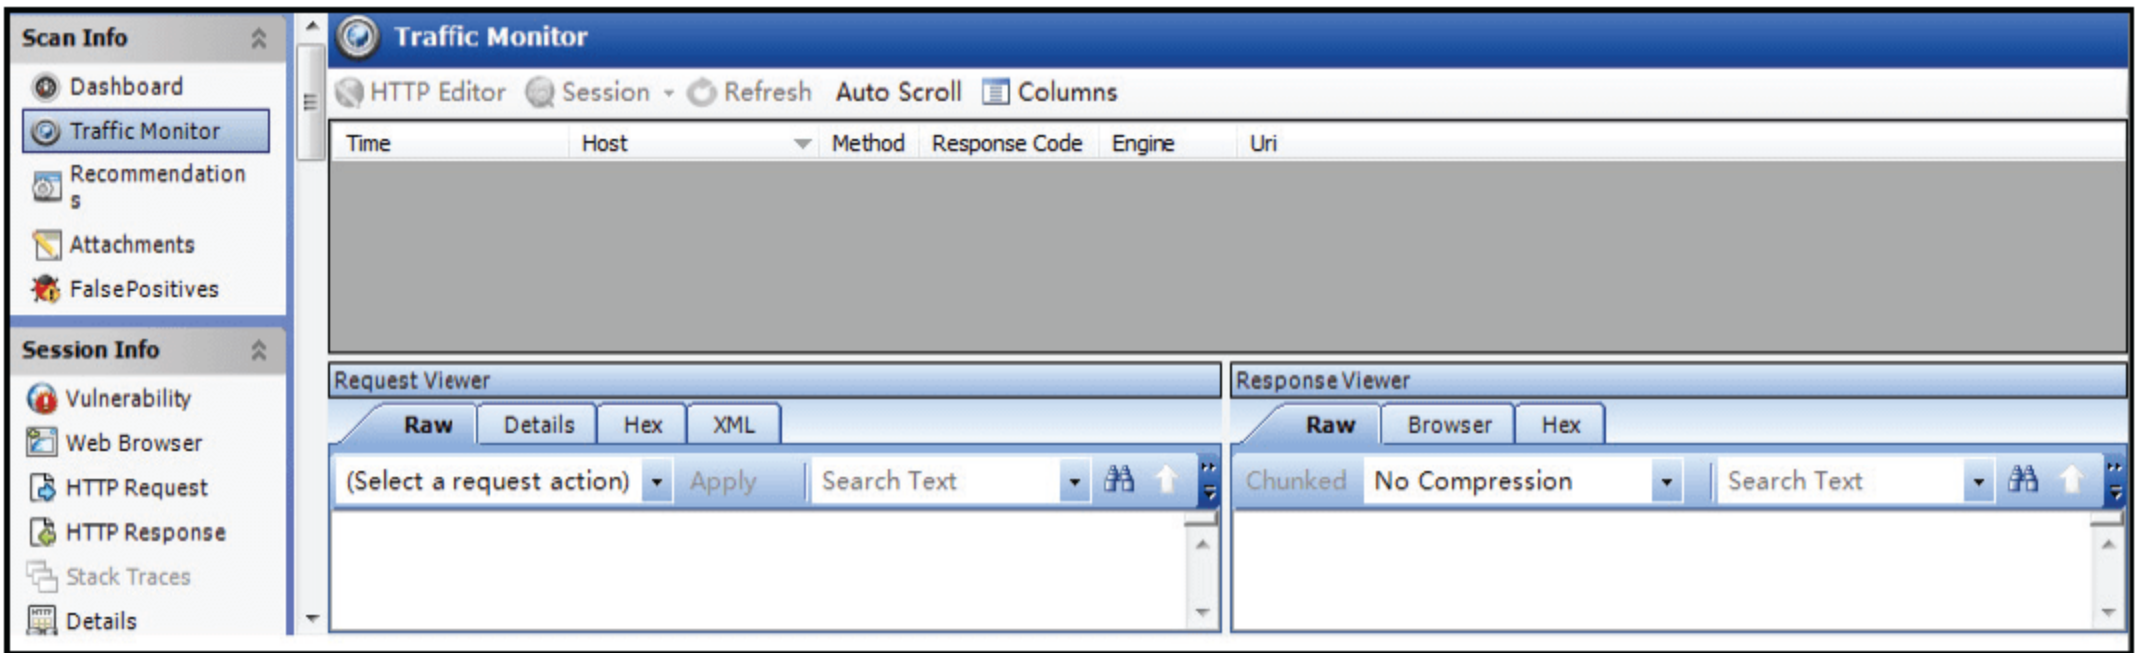 Scan Info
Dashboard
Traffic Monitor
Recommendation
s
Attachments
FalsePositives
Session Info
Vulnerability
Web Browser
HTTP Request
HTTP Response
Stack Traces
HTTP
Details
Traffic Monitor
HTTP Editor Session Refresh Auto Scroll Columns
Time Host Method Response Code Engine Uri
Request Viewer
Raw Details Hex XML
(Select a request action) Apply Search Text
Response Viewer
Raw Browser Hex
Chunked No Compression Search Text